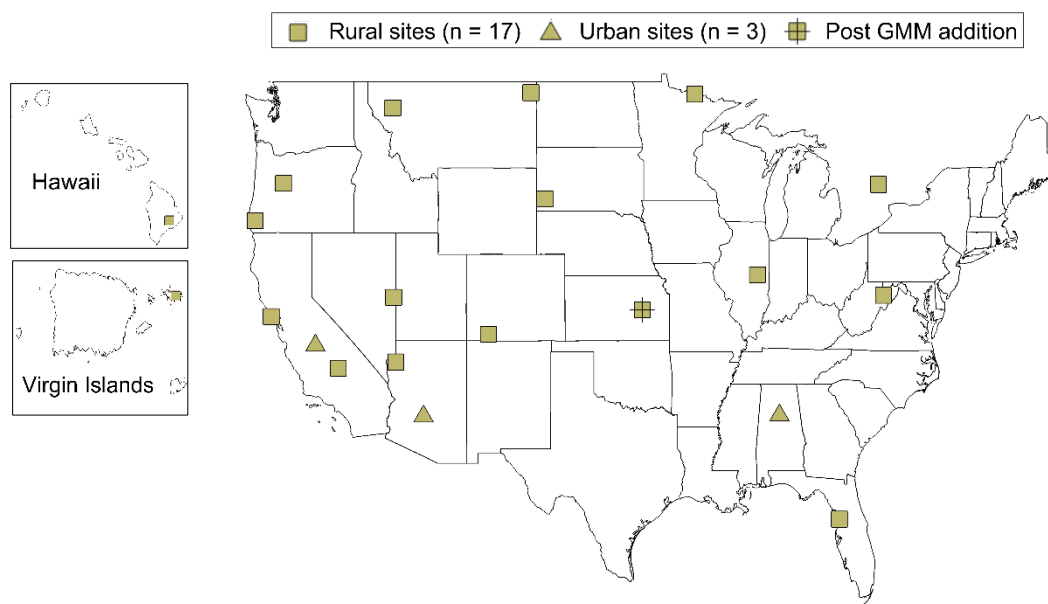 Rural sites (n = 17) Urban sites (n = 3) Post GMM addition
Hawaii
Virgin Islands